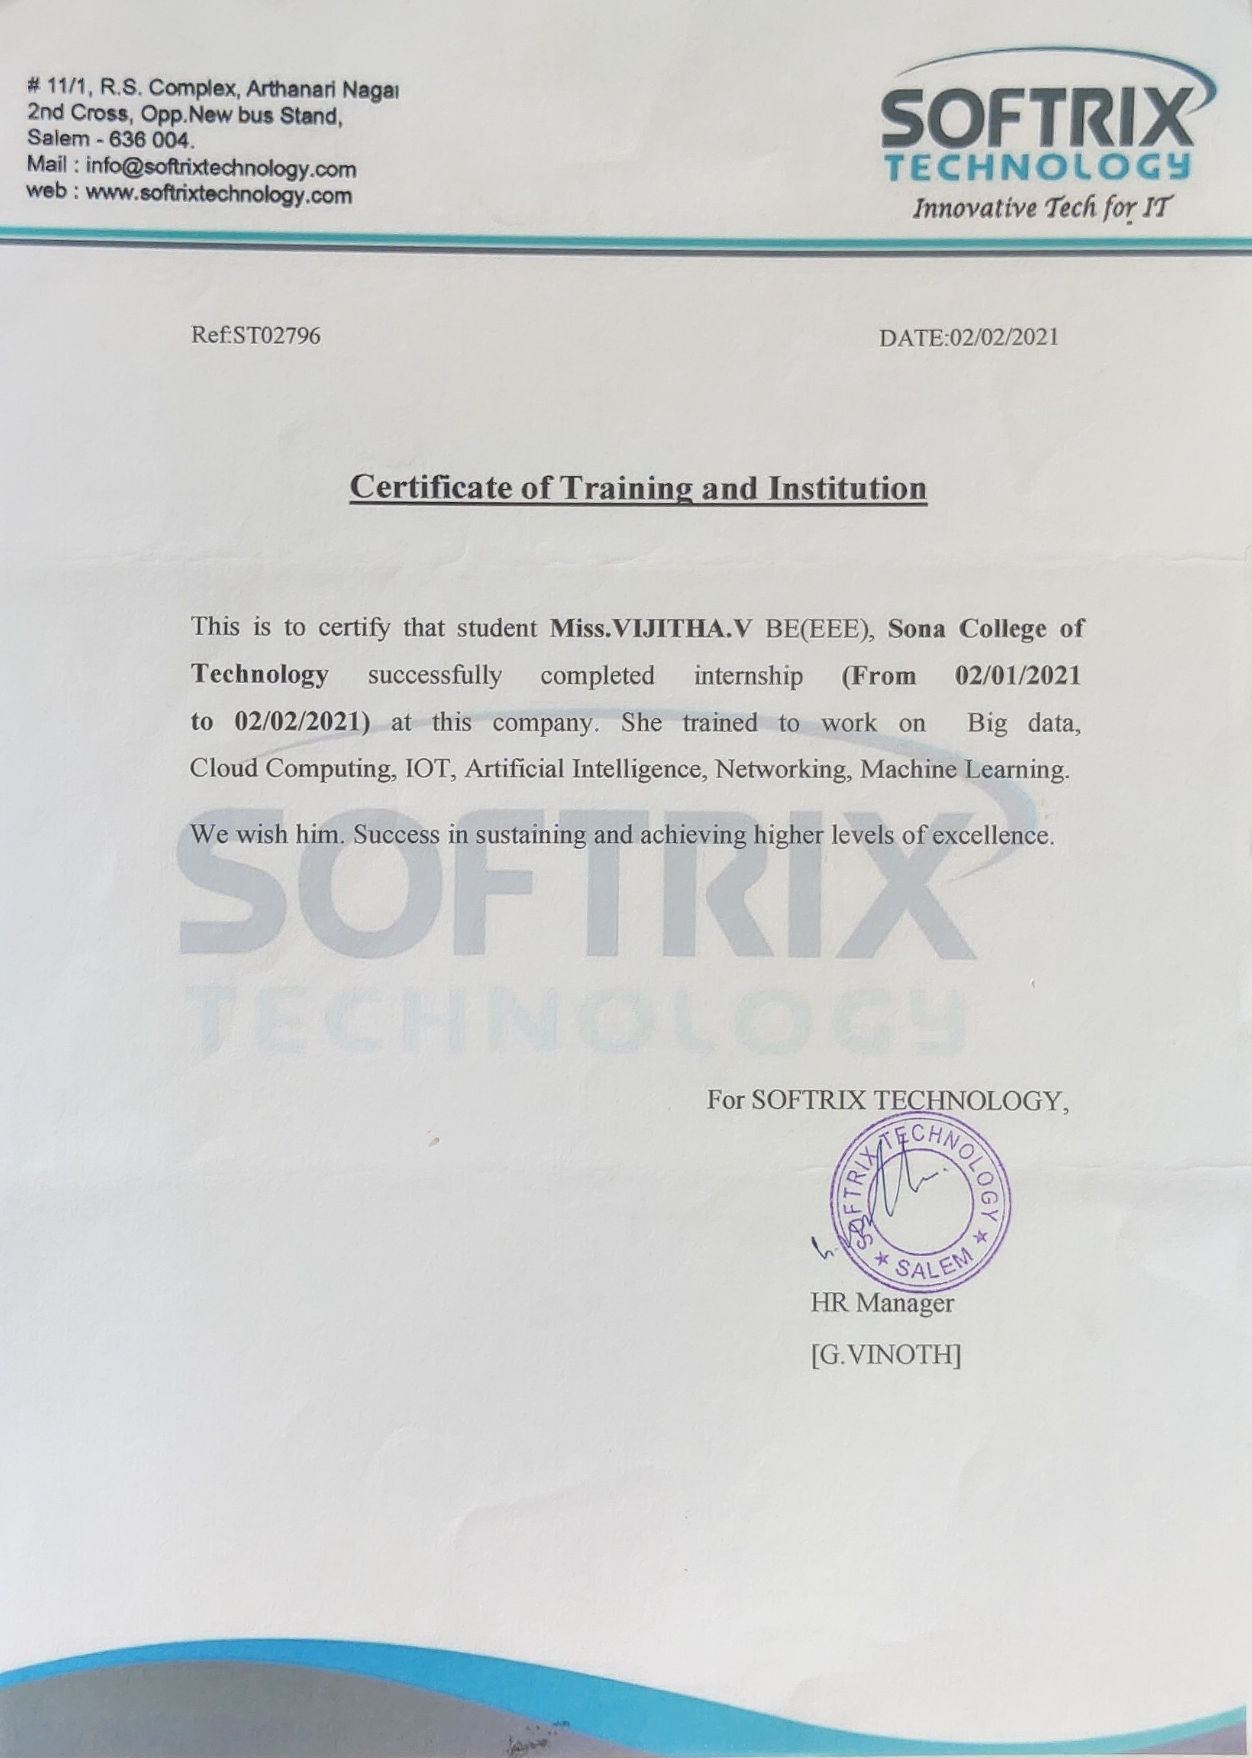 # 11/1, R.S. Complex, Arthanari Nagar
2nd Cross, Opp.New bus Stand,
Salem - 636 004.
Mail : info@softrixtechnology.com
web : www.softrixtechnology.com
SOFTRIX
TECHNOLOGY
Innovative Tech for IT
Ref:ST02796
DATE:02/02/2021
Certificate of Training and Institution
This is to certify that student Miss.VIJITHA.V BE(EEE), Sona College of
Technology successfully completed internship (From 02/01/2021
to 02/02/2021) at this company. She trained to work on Big data,
Cloud Computing, IOT, Artificial Intelligence, Networking, Machine Learning.
We wish him. Success in sustaining and achieving higher levels of excellence.
SOFTRIX
TECHNOLOGY
For SOFTRIX TECHNOLOGY,
SOFTRIX TECHNOLOGY
★ SALEM ★
HR Manager
[G.VINOTH]